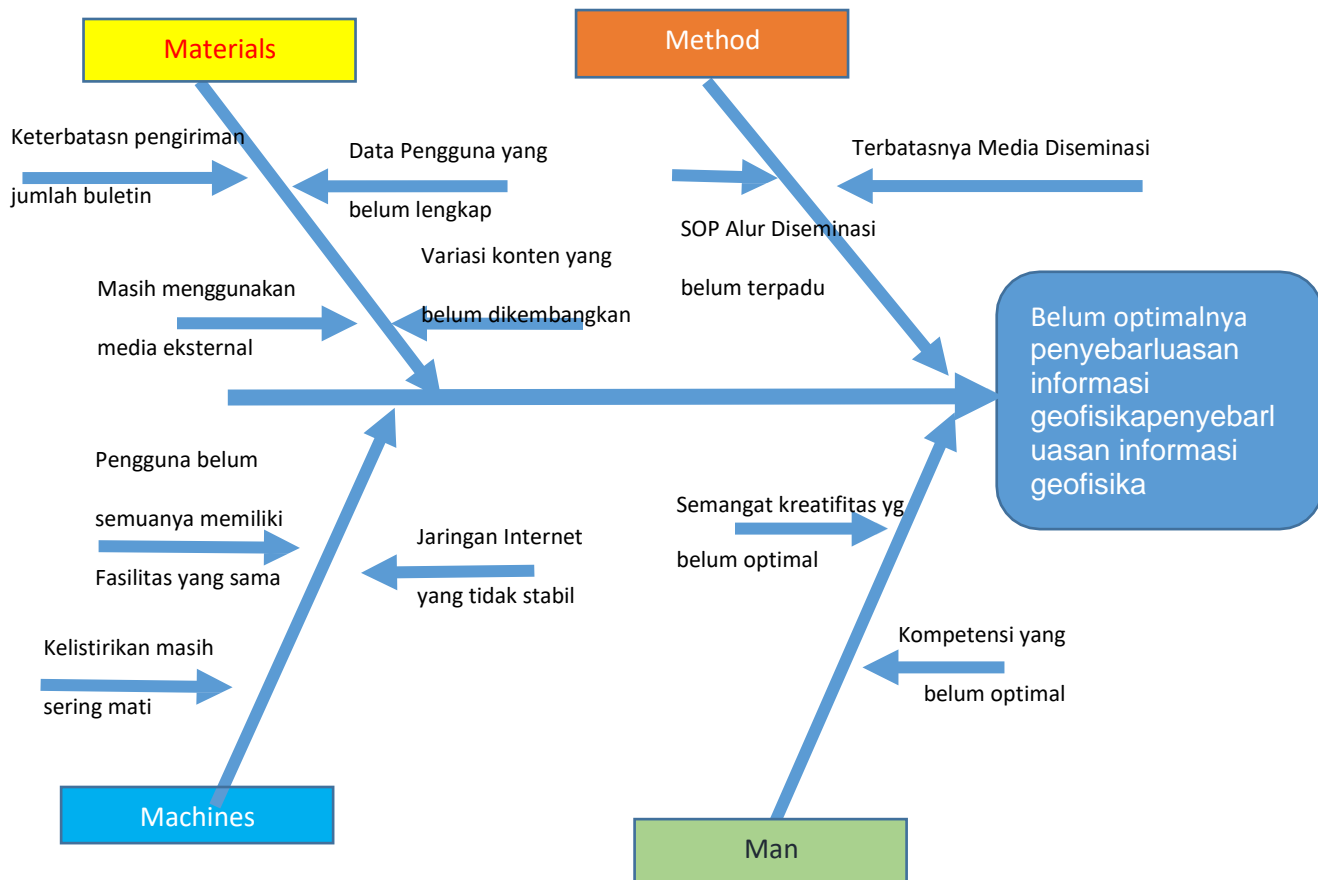 Materials
Method
Keterbatasn pengiriman
jumlah buletin
Data Pengguna yang
belum lengkap
Terbatasnya Media Diseminasi
SOP Alur Diseminasi
belum terpadu
Variasi konten yang
belum dikembangkan
Masih menggunakan
media eksternal
Belum optimalnya
penyebarluasan
informasi
geofisikapenyebarl
uasan informasi
geofisika
Pengguna belum
semuanya memiliki
Fasilitas yang sama
Jaringan Internet
yang tidak stabil
Semangat kreatifitas yg
belum optimal
Kelistirikan masih
sering mati
Kompetensi yang
belum optimal
Machines
Man